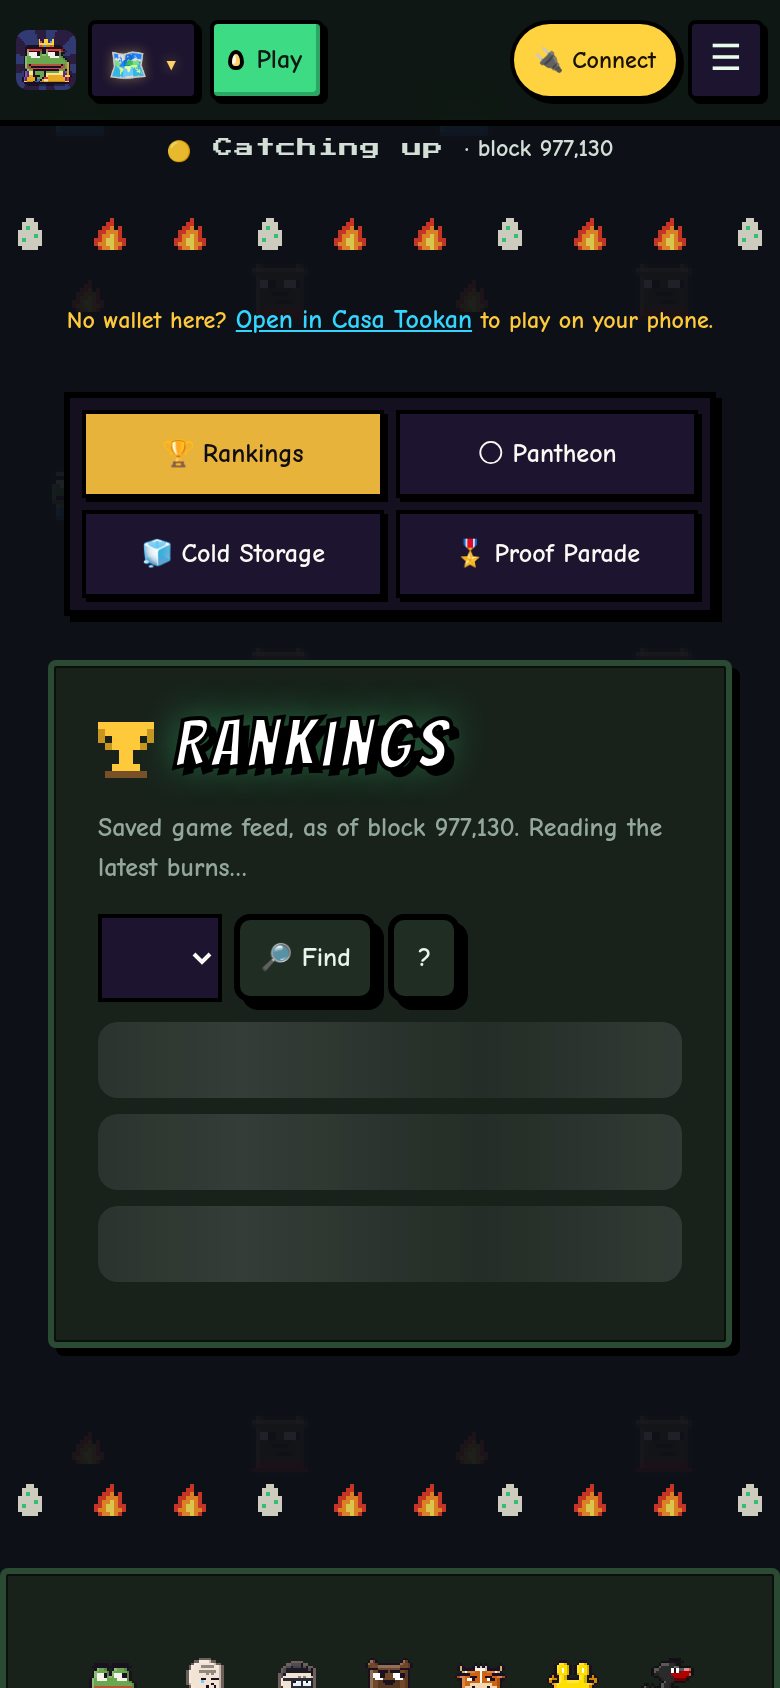 Play
Connect
Catching up · block 977,130
No wallet here? Open in Casa Tookan to play on your phone.
Rankings
Pantheon
Cold Storage
Proof Parade
RANKINGS
Saved game feed, as of block 977,130. Reading the
latest burns...
Find
?